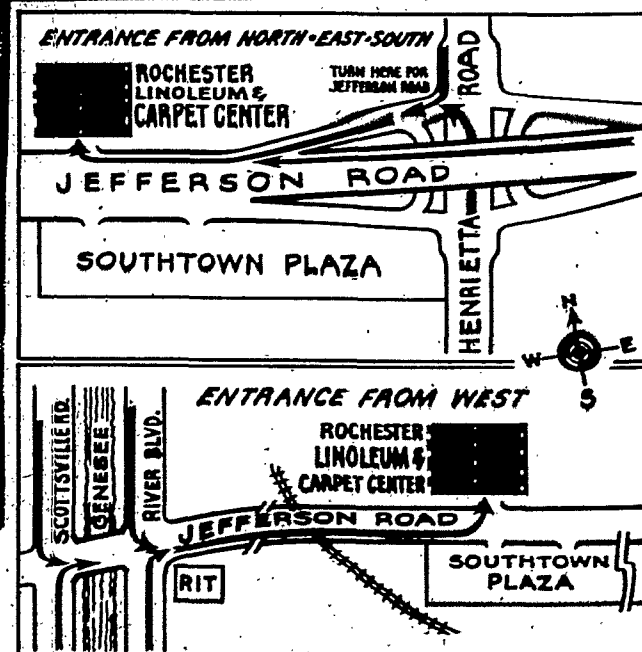 ENTRANCE FROM NORTH•EAST•SOUTH
ROCHESTER
LINOLEUM &
CARPET CENTER
TURN HERE FOR
JEFFERSON ROAD
ROAD
JEFFERSON ROAD
HENRIETTA
SOUTHTOWN PLAZA
N
W E
S
ENTRANCE FROM WEST
ROCHESTER
LINOLEUM &
CARPET CENTER
SCOTTSVILLE RD.
GENESEE
RIVER BLVD.
JEFFERSON ROAD
SOUTHTOWN
PLAZA
RIT